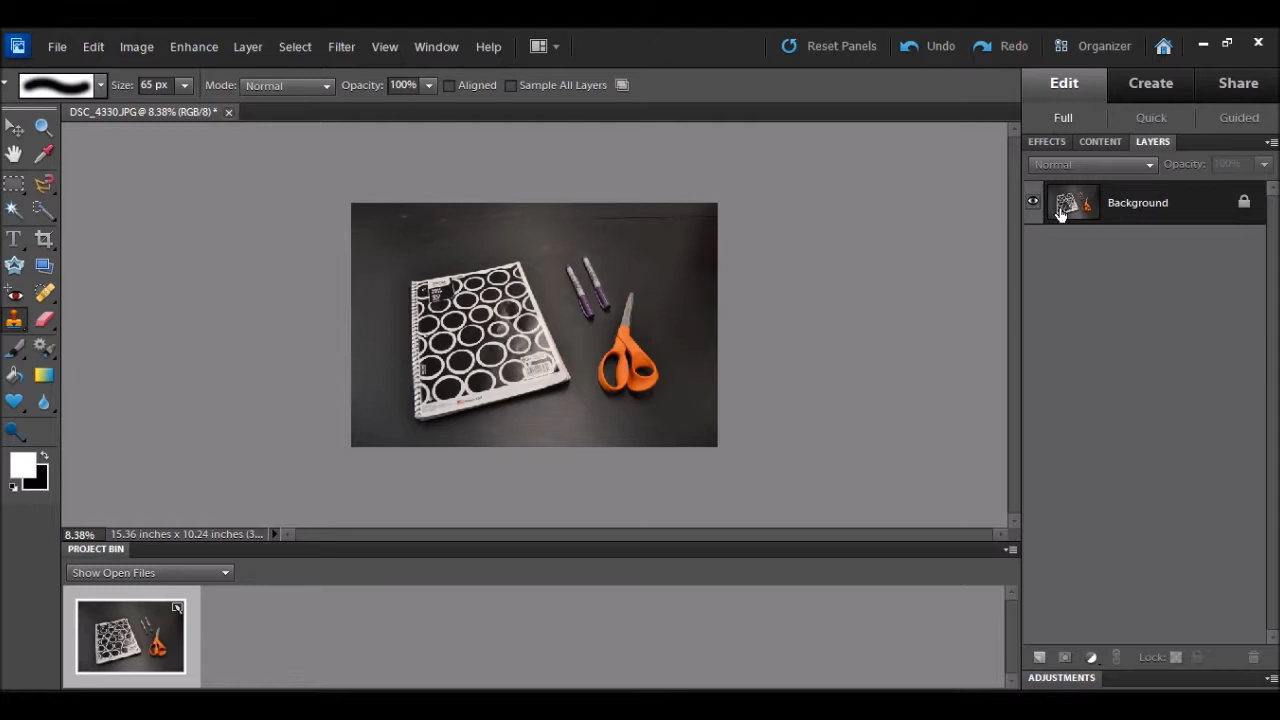 File Edit Image Enhance Layer Select Filter View Window Help Reset Panels Undo Redo Organizer
Size: 65 px Mode: Normal Opacity: 100% Aligned Sample All Layers
Edit Create Share
DSC_4330.JPG @ 8.38% (RGB/8) *
Full Quick Guided
EFFECTS CONTENT LAYERS
Normal Opacity: 100%
Background
8.38% 15.36 inches x 10.24 inches (3...
PROJECT BIN
Show Open Files
Lock:
ADJUSTMENTS